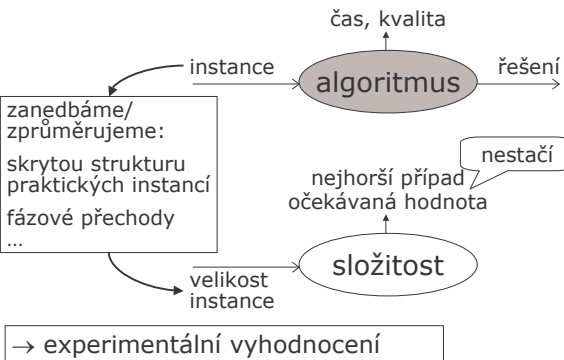 čas, kvalita
instance
algoritmus
řešení
zanedbáme/
zprůměrujeme:
skrytou strukturu
praktických instancí
fázové přechody
...
nestačí
nejhorší případ
očekávaná hodnota
složitost
velikost
instance
→ experimentální vyhodnocení